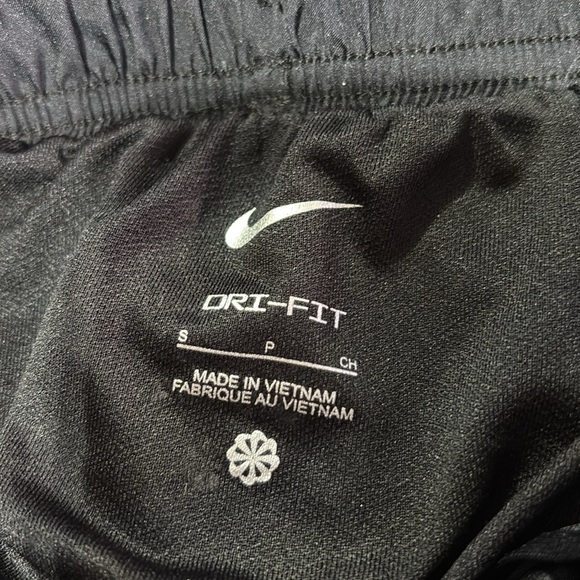 DRI-FIT
S P CH
MADE IN VIETNAM
FABRIQUE AU VIETNAM